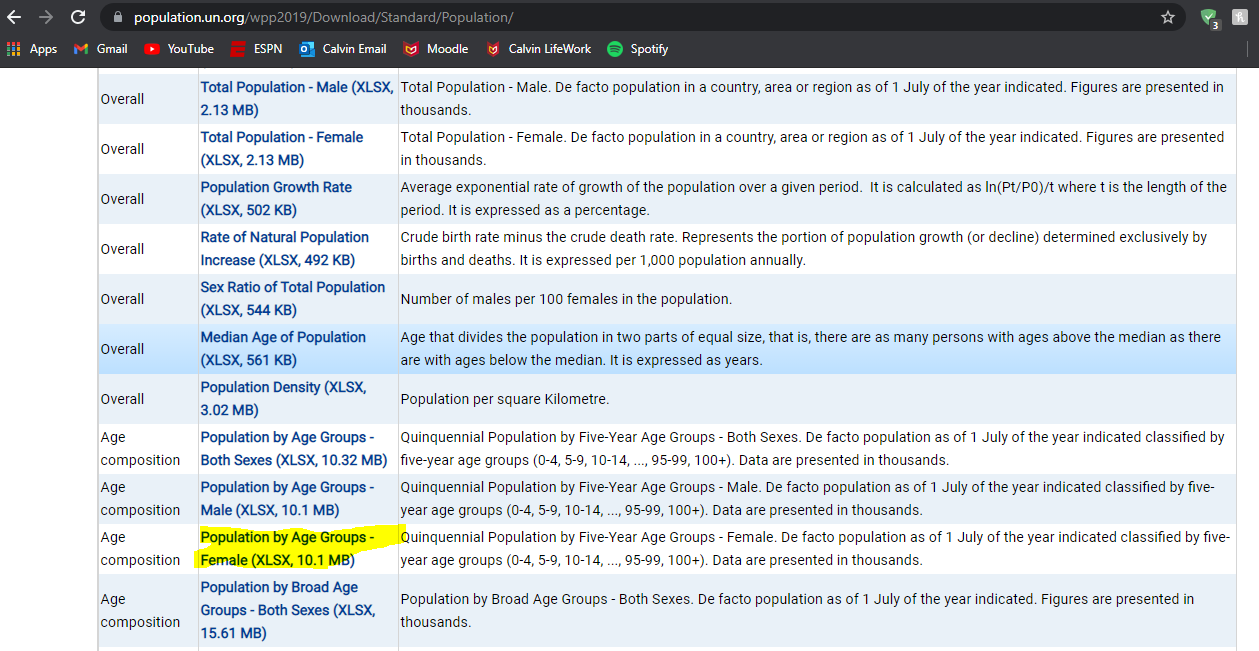 population.un.org/wpp2019/Download/Standard/Population/
3
Apps Gmail YouTube ESPN Calvin Email Moodle Calvin LifeWork Spotify
Overall
Total Population - Male (XLSX,
2.13 MB)
Total Population - Male. De facto population in a country, area or region as of 1 July of the year indicated. Figures are presented in
thousands.
Overall
Total Population - Female
(XLSX, 2.13 MB)
Total Population - Female. De facto population in a country, area or region as of 1 July of the year indicated. Figures are presented
in thousands.
Overall
Population Growth Rate
(XLSX, 502 KB)
Average exponential rate of growth of the population over a given period. It is calculated as ln(Pt/P0)/t where t is the length of the
period. It is expressed as a percentage.
Overall
Rate of Natural Population
Increase (XLSX, 492 KB)
Crude birth rate minus the crude death rate. Represents the portion of population growth (or decline) determined exclusively by
births and deaths. It is expressed per 1,000 population annually.
Overall
Sex Ratio of Total Population
(XLSX, 544 KB)
Number of males per 100 females in the population.
Overall
Median Age of Population
(XLSX, 561 KB)
Age that divides the population in two parts of equal size, that is, there are as many persons with ages above the median as there
are with ages below the median. It is expressed as years.
Overall
Population Density (XLSX,
3.02 MB)
Population per square Kilometre.
Age
composition
Population by Age Groups -
Both Sexes (XLSX, 10.32 MB)
Quinquennial Population by Five-Year Age Groups - Both Sexes. De facto population as of 1 July of the year indicated classified by
five-year age groups (0-4, 5-9, 10-14, ..., 95-99, 100+). Data are presented in thousands.
Age
composition
Population by Age Groups -
Male (XLSX, 10.1 MB)
Quinquennial Population by Five-Year Age Groups - Male. De facto population as of 1 July of the year indicated classified by five-
year age groups (0-4, 5-9, 10-14, ..., 95-99, 100+). Data are presented in thousands.
Age
composition
Population by Age Groups -
Female (XLSX, 10.1 MB)
Quinquennial Population by Five-Year Age Groups - Female. De facto population as of 1 July of the year indicated classified by five-
year age groups (0-4, 5-9, 10-14, ..., 95-99, 100+). Data are presented in thousands.
Age
composition
Population by Broad Age
Groups - Both Sexes (XLSX,
15.61 MB)
Population by Broad Age Groups - Both Sexes. De facto population as of 1 July of the year indicated. Figures are presented in
thousands.